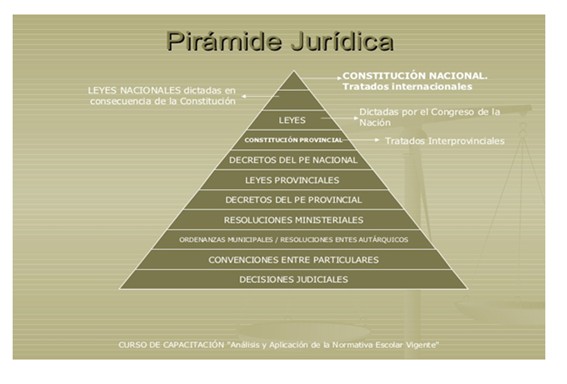 Pirámide Jurídica
CONSTITUCIÓN NACIONAL.
Tratados internacionales
LEYES NACIONALES dictadas en
consecuencia de la Constitución
Dictadas por el Congreso de la
Nación
LEYES
CONSTITUCIÓN PROVINCIAL
Tratados Interprovinciales
DECRETOS DEL PE NACIONAL
LEYES PROVINCIALES
DECRETOS DEL PE PROVINCIAL
RESOLUCIONES MINISTERIALES
ORDENANZAS MUNICIPALES / RESOLUCIONES ENTES AUTÁRQUICOS
CONVENCIONES ENTRE PARTICULARES
DECISIONES JUDICIALES
CURSO DE CAPACITACIÓN "Análisis y Aplicación de la Normativa Escolar Vigente"